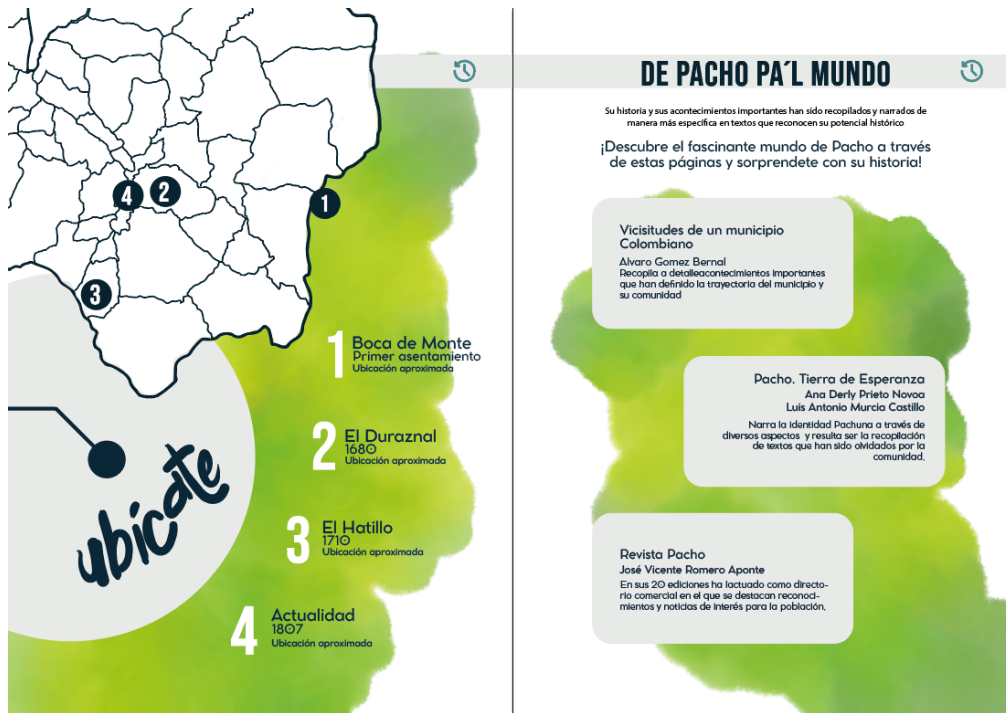 4
2
1
3
1
Boca de Monte
Primer asentamiento
Ubicación aproximada
2
El Duraznal
1680
Ubicación aproximada
ubícate
3
El Hatillo
1710
Ubicación aproximada
4
Actualidad
1807
Ubicación aproximada
DE PACHO PA´L MUNDO
Su historia y sus acontecimientos importantes han sido recopilados y narrados de
manera más específica en textos que reconocen su potencial histórico
¡Descubre el fascinante mundo de Pacho a través
de estas páginas y sorprendete con su historia!
Vicisitudes de un municipio
Colombiano
Alvaro Gomez Bernal
Recopila a detalleacontecimientos importantes
que han definido la trayectoria del municipio y
su comunidad
Pacho. Tierra de Esperanza
Ana Derly Prieto Novoa
Luis Antonio Murcia Castillo
Narra la identidad Pachuna a través de
diversos aspectos y resulta ser la recopilación
de textos que han sido olvidados por la
comunidad.
Revista Pacho
José Vicente Romero Aponte
En sus 20 ediciones ha lactuado como directo-
rio comercial en el que se destacan reconoci-
mientos y noticias de interés para la población.